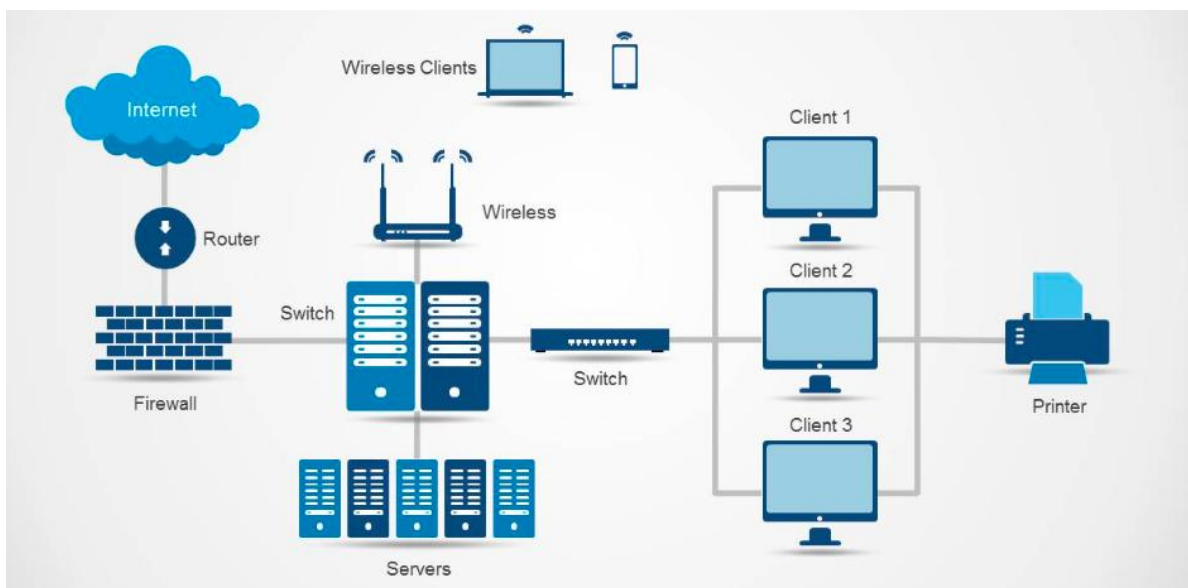 Wireless Clients
Internet
Client 1
Wireless
Router
Client 2
Switch
Switch
Firewall
Printer
Client 3
Servers